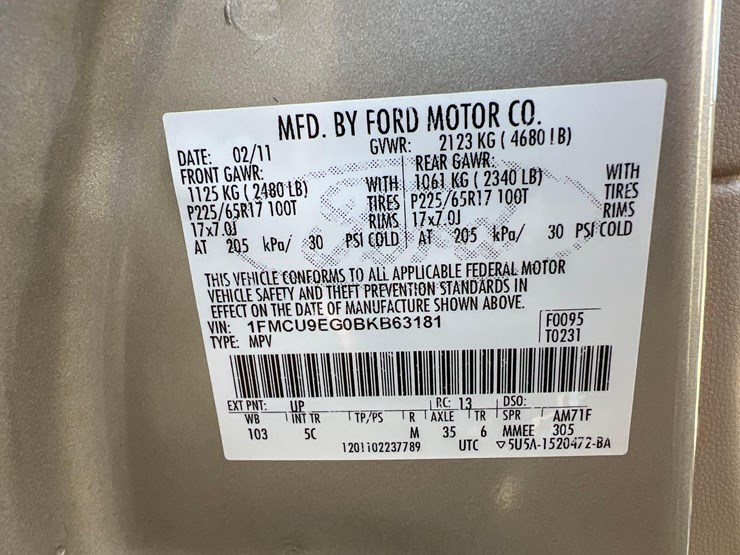 MFD. BY FORD MOTOR CO.
DATE: 02/11 GVWR: 2123 KG ( 4680 lB)
FRONT GAWR: REAR GAWR:
1125 KG ( 2480 LB) WITH 1061 KG ( 2340 LB) WITH
P225/65R17 100T TIRES P225/65R17 100T TIRES
17x7.0J RIMS 17x7.0J RIMS
AT 205 kPa/ 30 PSI COLD AT 205 kPa/ 30 PSI COLD
THIS VEHICLE CONFORMS TO ALL APPLICABLE FEDERAL MOTOR
VEHICLE SAFETY AND THEFT PREVENTION STANDARDS IN
EFFECT ON THE DATE OF MANUFACTURE SHOWN ABOVE.
VIN: 1FMCU9EG0BKB63181 F0095
TYPE: MPV T0231
EXT PNT: UP RC: 13 DSO:
WB INT TR TP/PS R AXLE TR SPR AM71F
103 5C M 35 6 MMEE 305
1201102237789 UTC ▽5U5A-1520472-BA